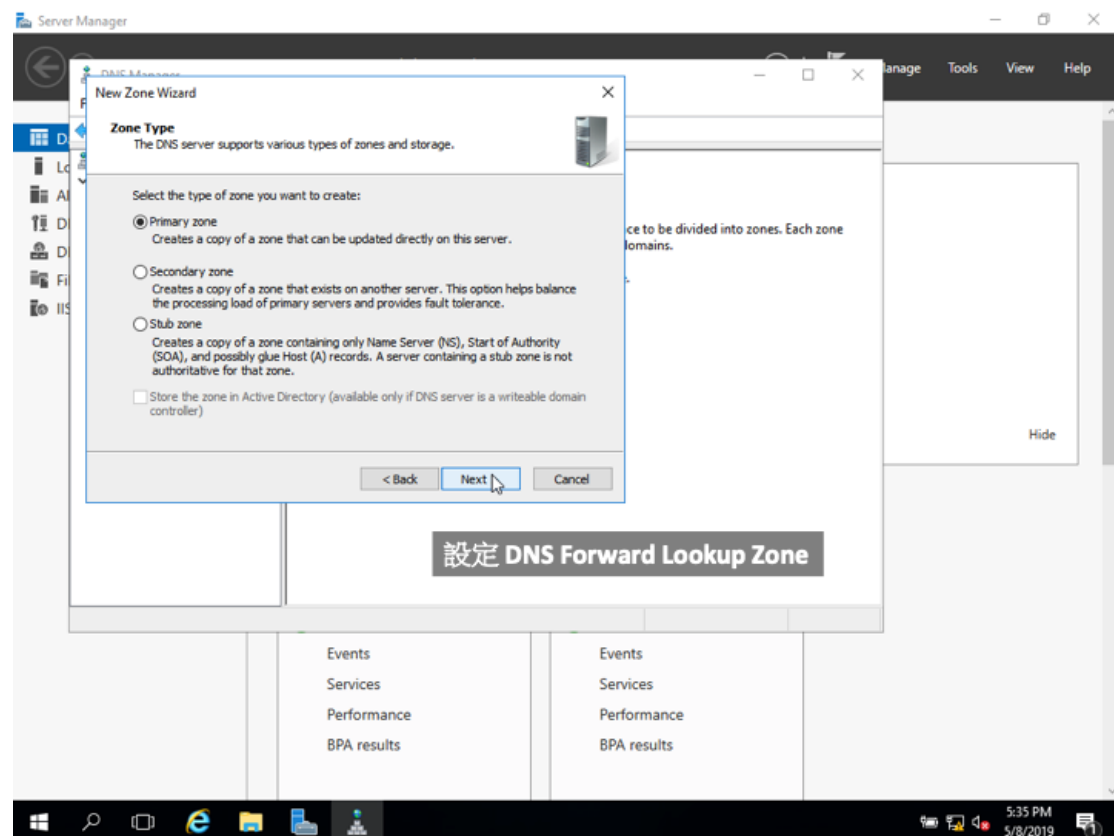 Server Manager
Manage
Tools
View
Help
DNS Manager
New Zone Wizard
Zone Type
The DNS server supports various types of zones and storage.
Select the type of zone you want to create:
Primary zone
Creates a copy of a zone that can be updated directly on this server.
Secondary zone
Creates a copy of a zone that exists on another server. This option helps balance
the processing load of primary servers and provides fault tolerance.
Stub zone
Creates a copy of a zone containing only Name Server (NS), Start of Authority
(SOA), and possibly glue Host (A) records. A server containing a stub zone is not
authoritative for that zone.
Store the zone in Active Directory (available only if DNS server is a writeable domain
controller)
< Back
Next
Cancel
to be divided into zones. Each zone
domains.
Hide
設定 DNS Forward Lookup Zone
Events
Services
Performance
BPA results
Events
Services
Performance
BPA results
5:35 PM
5/8/2019